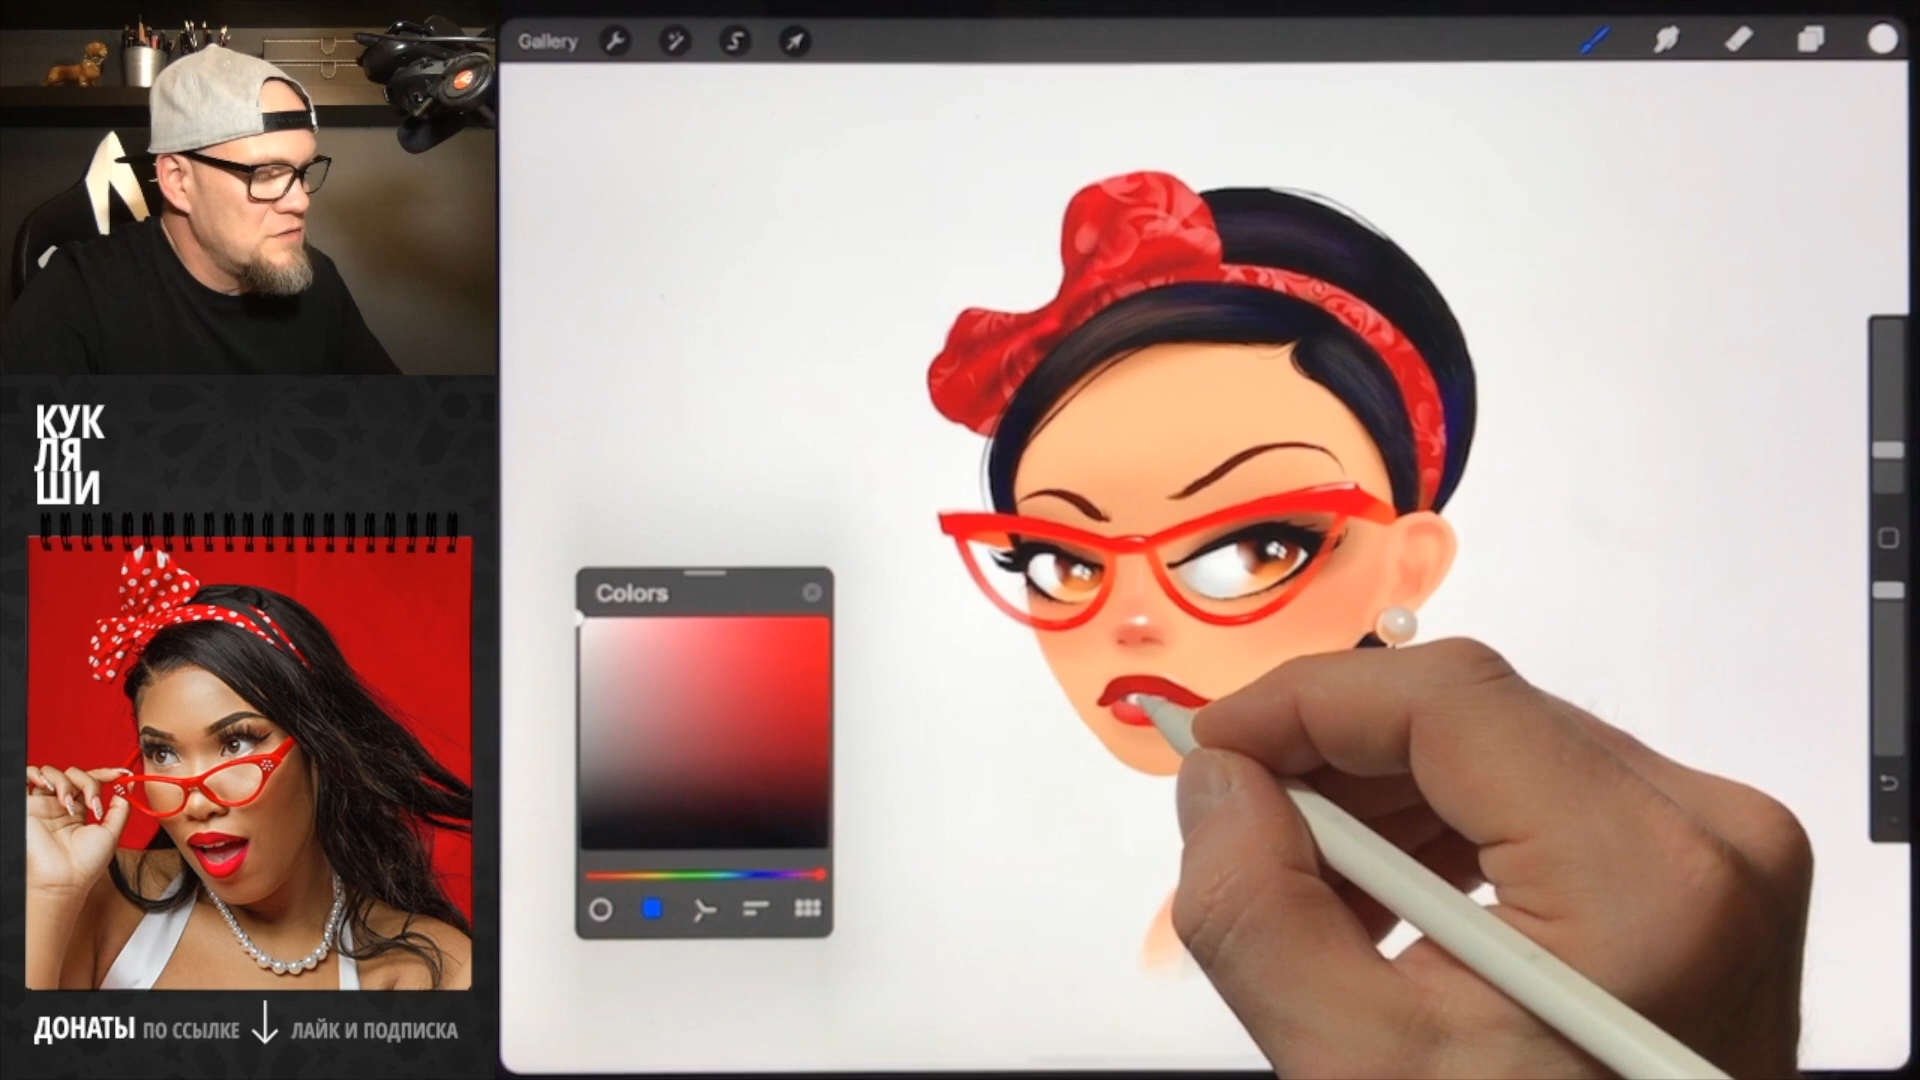 Gallery
КУК
ЛЯ
ШИ
Colors
ДОНАТЫ ПО ССЫЛКЕ ЛАЙК И ПОДПИСКА